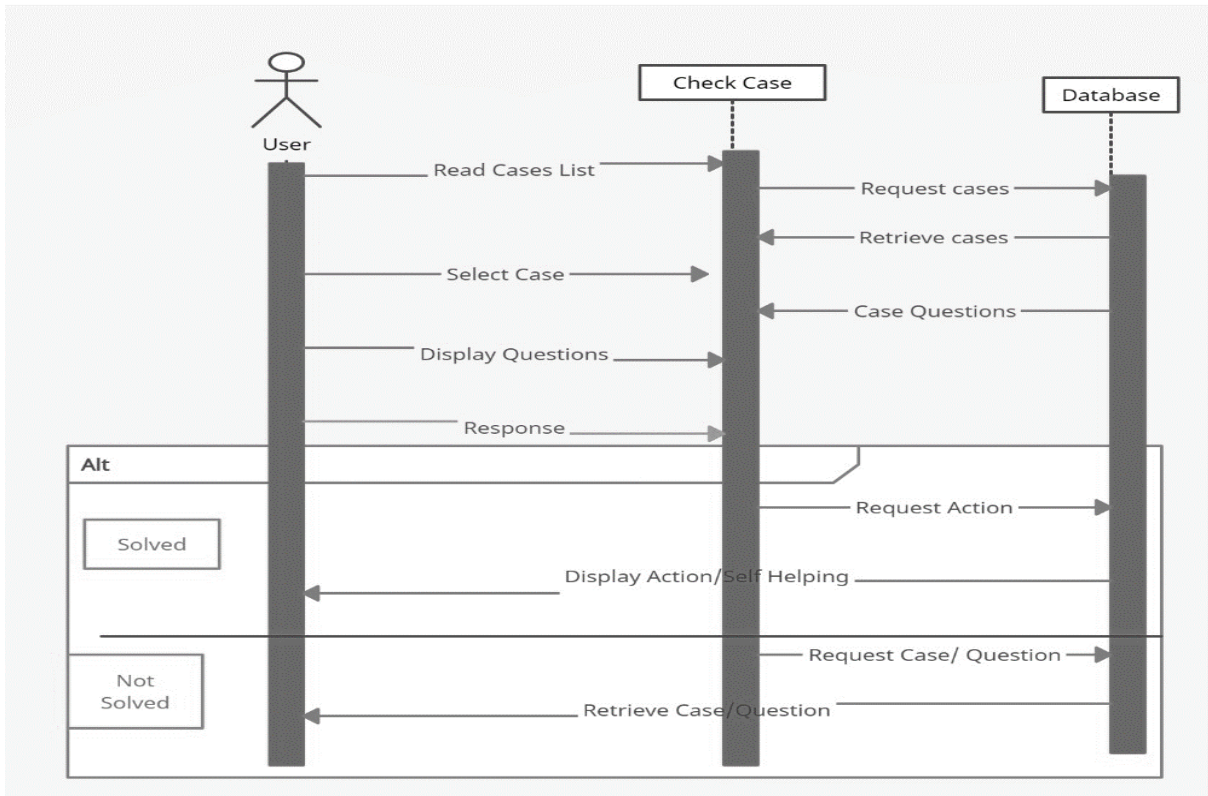 Check Case
Database
User
Read Cases List
Request cases
Retrieve cases
Select Case
Case Questions
Display Questions
Response
Alt
Request Action
Solved
Display Action/Self Helping
Request Case/ Question
Not
Solved
Retrieve Case/Question